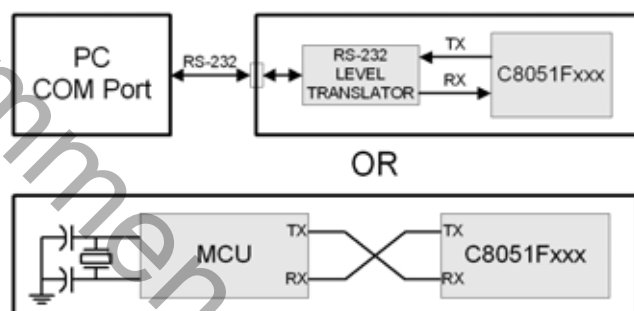 PC
COM Port
RS-232
RS-232
LEVEL
TRANSLATOR
TX
RX
C8051Fxxx
OR
MCU
TX
RX
TX
RX
C8051Fxxx